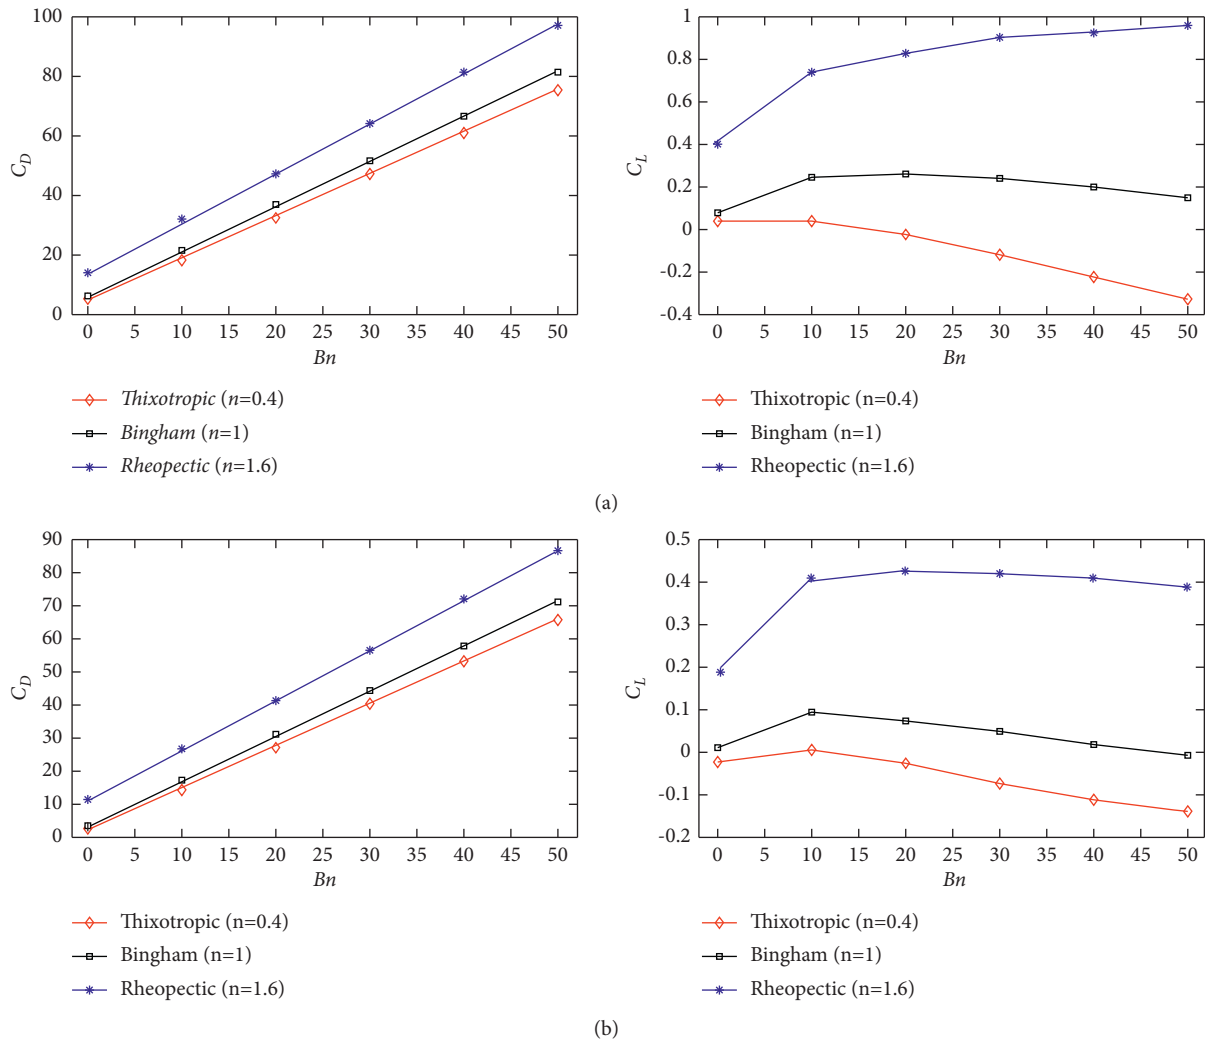 100
80
60
40
20
0
C_D
0 5 10 15 20 25 30 35 40 45 50
Bn
Thixotropic (n=0.4)
Bingham (n=1)
Rheopectic (n=1.6)
1
0.8
0.6
0.4
0.2
0
-0.2
-0.4
C_L
0 5 10 15 20 25 30 35 40 45 50
Bn
Thixotropic (n=0.4)
Bingham (n=1)
Rheopectic (n=1.6)
(a)
90
80
70
60
50
40
30
20
10
0
C_D
0 5 10 15 20 25 30 35 40 45 50
Bn
Thixotropic (n=0.4)
Bingham (n=1)
Rheopectic (n=1.6)
0.5
0.4
0.3
0.2
0.1
0
-0.1
-0.2
C_L
0 5 10 15 20 25 30 35 40 45 50
Bn
Thixotropic (n=0.4)
Bingham (n=1)
Rheopectic (n=1.6)
(b)